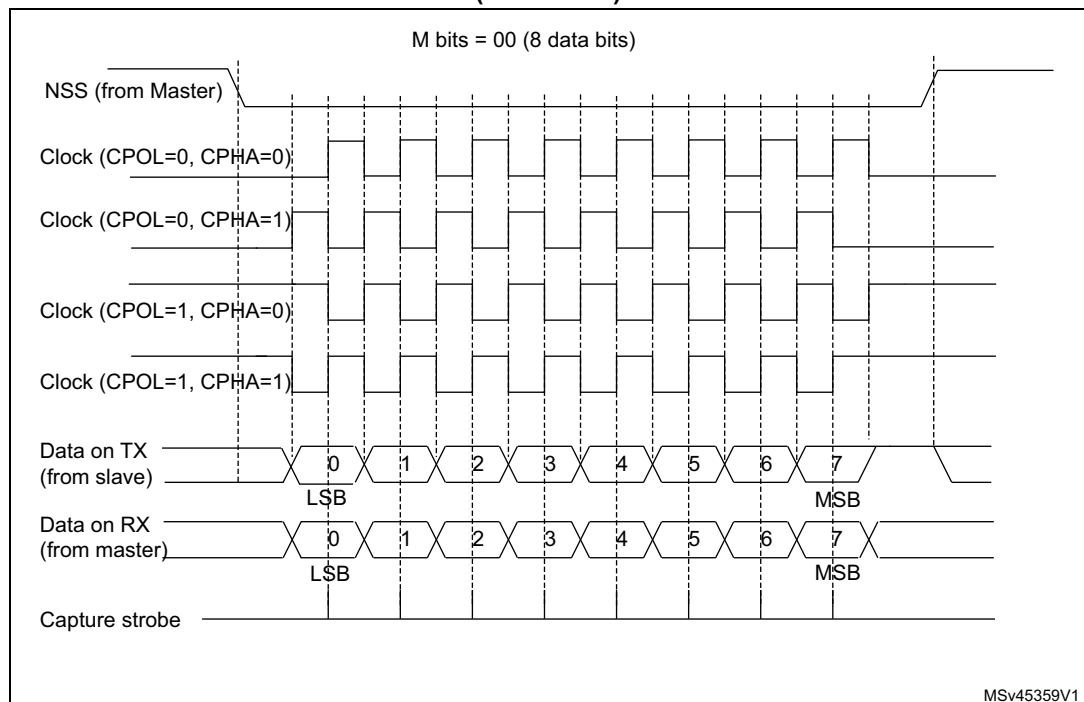 M bits = 00 (8 data bits)
NSS (from Master)
Clock (CPOL=0, CPHA=0)
Clock (CPOL=0, CPHA=1)
Clock (CPOL=1, CPHA=0)
Clock (CPOL=1, CPHA=1)
Data on TX
(from slave)
0 1 2 3 4 5 6 7
LSB MSB
Data on RX
(from master)
0 1 2 3 4 5 6 7
LSB MSB
Capture strobe
MSv45359V1